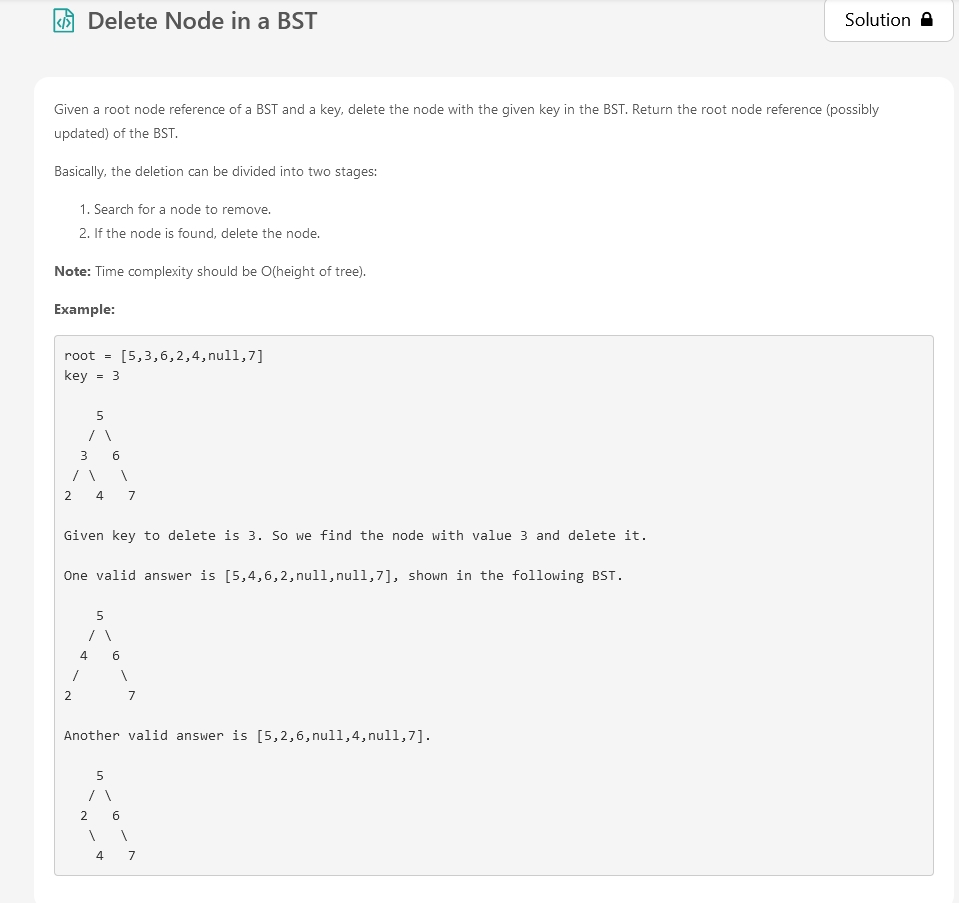 Delete Node in a BST
Solution
Given a root node reference of a BST and a key, delete the node with the given key in the BST. Return the root node reference (possibly
updated) of the BST.
Basically, the deletion can be divided into two stages:
1. Search for a node to remove.
2. If the node is found, delete the node.
Note: Time complexity should be O(height of tree).
Example:
root = [5,3,6,2,4,null,7]
key = 3
    5
   / \
  3   6
 / \   \
2   4   7
Given key to delete is 3. So we find the node with value 3 and delete it.
One valid answer is [5,4,6,2,null,null,7], shown in the following BST.
    5
   / \
  4   6
 /     \
2       7
Another valid answer is [5,2,6,null,4,null,7].
    5
   / \
  2   6
   \   \
    4   7